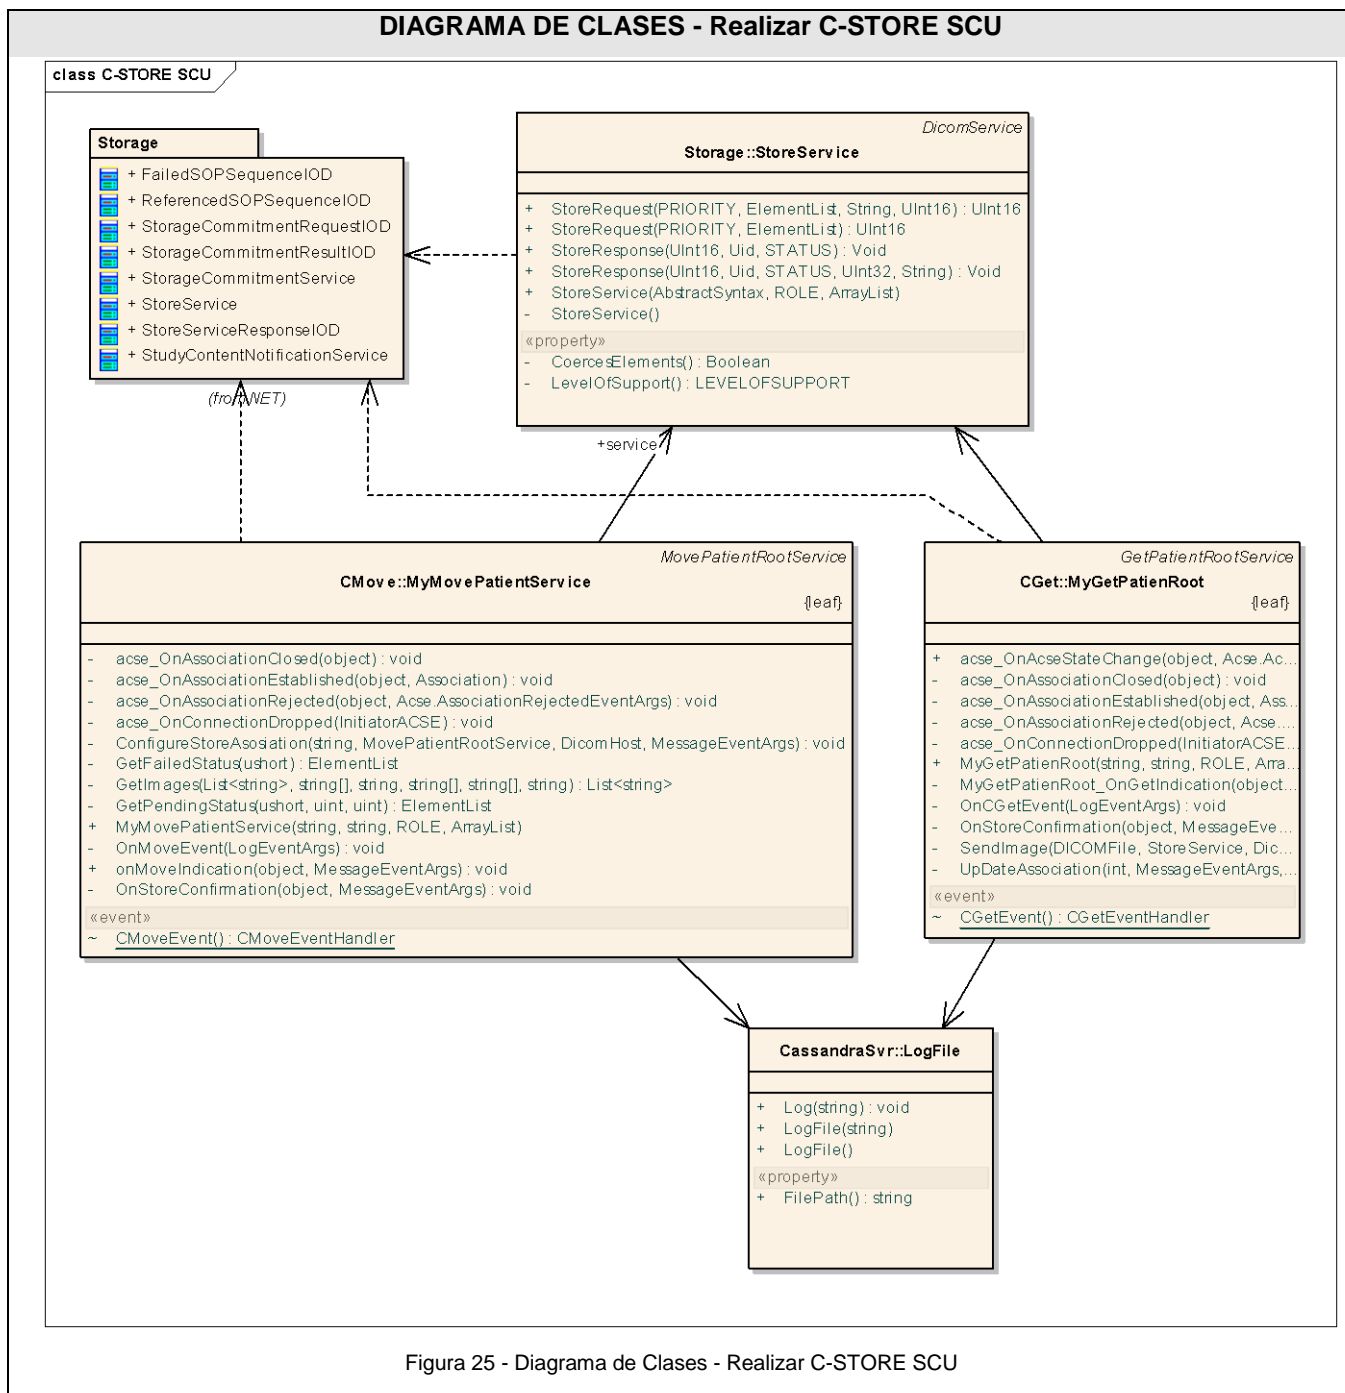 DIAGRAMA DE CLASES - Realizar C-STORE SCU
class C-STORE SCU
Storage
+ FailedSOPSequenceIOD
+ ReferencedSOPSequenceIOD
+ StorageCommitmentRequestIOD
+ StorageCommitmentResultIOD
+ StorageCommitmentService
+ StoreService
+ StoreServiceResponseIOD
+ StudyContentNotificationService
DicomService
Storage::StoreService
+ StoreRequest(PRIORITY, ElementList, String, UInt16) : UInt16
+ StoreRequest(PRIORITY, ElementList) : UInt16
+ StoreResponse(UInt16, Uid, STATUS) : Void
+ StoreResponse(UInt16, Uid, STATUS, UInt32, String) : Void
+ StoreService(AbstractSyntax, ROLE, ArrayList)
- StoreService()
«property»
- CoercesElements() : Boolean
- LevelOfSupport() : LEVELOFSUPPORT
+service
MovePatientRootService
CMove::MyMovePatientService
{leaf}
- acse_OnAssociationClosed(object) : void
- acse_OnAssociationEstablished(object, Association) : void
- acse_OnAssociationRejected(object, Acse.AssociationRejectedEventArgs) : void
- acse_OnConnectionDropped(InitiatorACSE) : void
- ConfigureStoreAsosiation(string, MovePatientRootService, DicomHost, MessageEventArgs) : void
- GetFailedStatus(ushort) : ElementList
- GetImages(List<string>, string[], string, string[], string[], string) : List<string>
- GetPendingStatus(ushort, uint, uint) : ElementList
+ MyMovePatientService(string, string, ROLE, ArrayList)
- OnMoveEvent(LogEventArgs) : void
+ onMoveIndication(object, MessageEventArgs) : void
- OnStoreConfirmation(object, MessageEventArgs) : void
«event»
~ CMoveEvent() : CMoveEventHandler
GetPatientRootService
CGet::MyGetPatienRoot
{leaf}
+ acse_OnAcseStateChange(object, Acse.Ac...
- acse_OnAssociationClosed(object) : void
- acse_OnAssociationEstablished(object, Ass...
- acse_OnAssociationRejected(object, Acse....
- acse_OnConnectionDropped(InitiatorACSE...
+ MyGetPatienRoot(string, string, ROLE, Arra...
- MyGetPatienRoot_OnGetIndication(object...
- OnCGetEvent(LogEventArgs) : void
- OnStoreConfirmation(object, MessageEve...
- SendImage(DICOMFile, StoreService, Dic...
- UpDateAssociation(int, MessageEventArgs,...
«event»
~ CGetEvent() : CGetEventHandler
CassandraSvr::LogFile
+ Log(string) : void
+ LogFile(string)
+ LogFile()
«property»
+ FilePath() : string
Figura 25 - Diagrama de Clases - Realizar C-STORE SCU